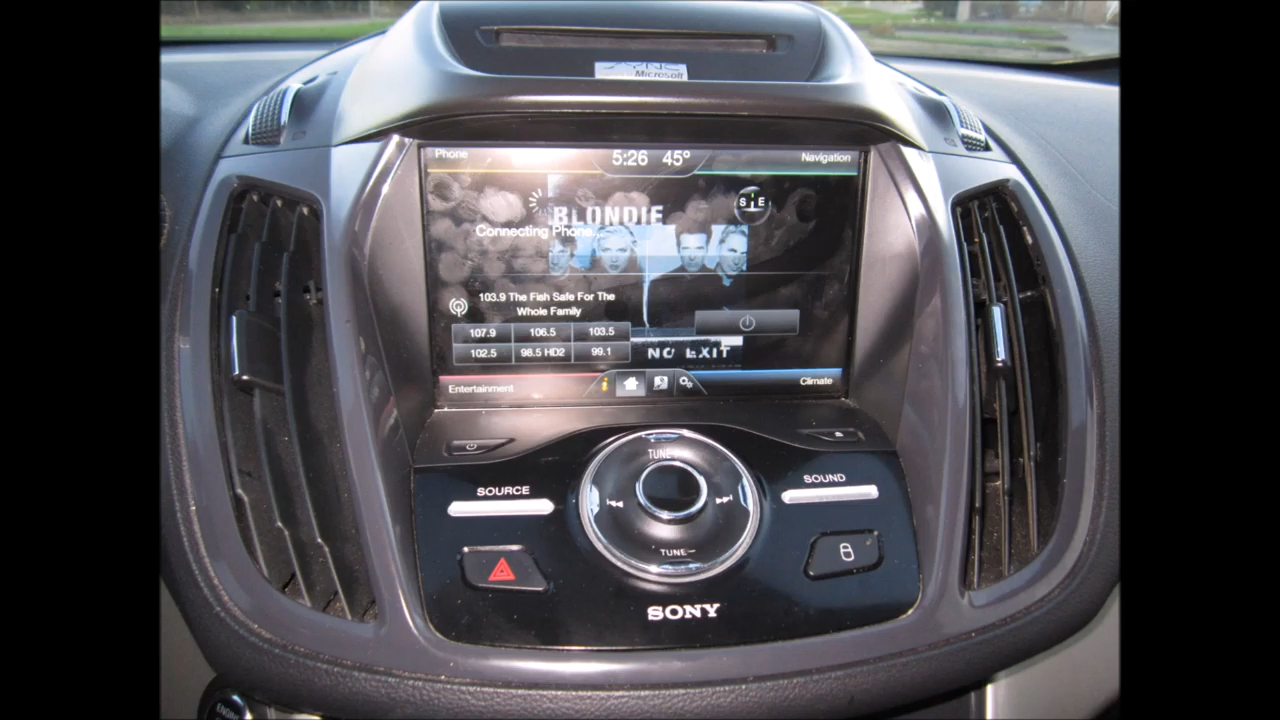 SYNC
Microsoft
Phone
5:26 45°
Navigation
BLONDIE
S E
Connecting Phone...
103.9 The Fish Safe For The
Whole Family
107.9 106.5 103.5
102.5 98.5 HD2 99.1
NO EXIT
Entertainment
i
Climate
TUNE+
SOURCE
SOUND
TUNE−
SONY
ENGINE